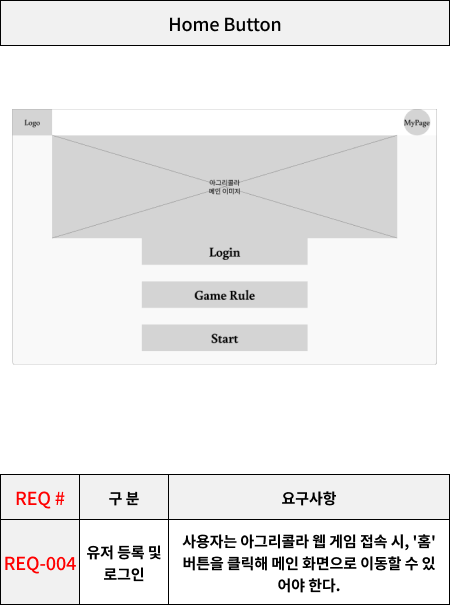 Home Button
Logo
MyPage
아그리콜라
메인 이미지
Login
Game Rule
Start
REQ #
구 분
요구사항
REQ-004
유저 등록 및
로그인
사용자는 아그리콜라 웹 게임 접속 시, '홈'
버튼을 클릭해 메인 화면으로 이동할 수 있
어야 한다.